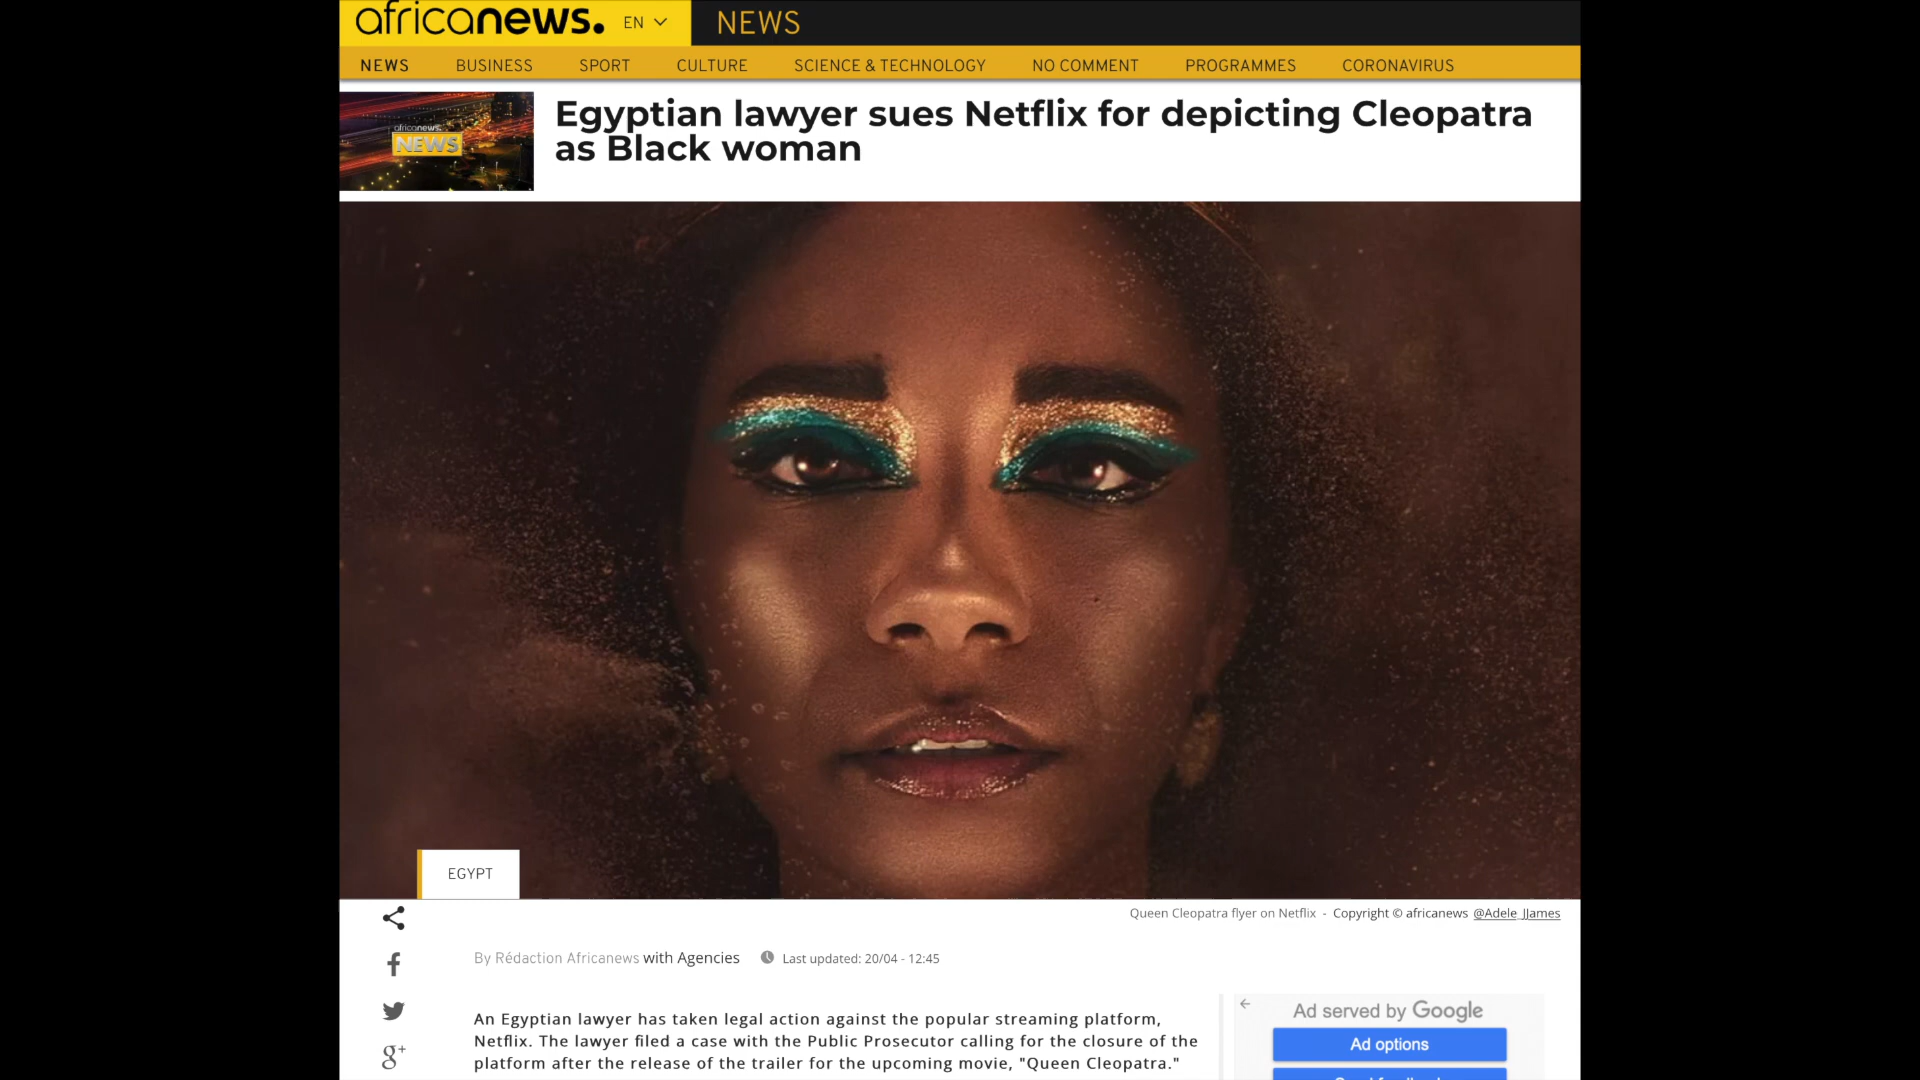 africanews. EN NEWS
NEWS BUSINESS SPORT CULTURE SCIENCE & TECHNOLOGY NO COMMENT PROGRAMMES CORONAVIRUS
africanews.
NEWS
Egyptian lawyer sues Netflix for depicting Cleopatra
as Black woman
EGYPT
Queen Cleopatra flyer on Netflix - Copyright © africanews @Adele_JJames
By Rédaction Africanews with Agencies Last updated: 20/04 - 12:45
An Egyptian lawyer has taken legal action against the popular streaming platform,
Netflix. The lawyer filed a case with the Public Prosecutor calling for the closure of the
platform after the release of the trailer for the upcoming movie, "Queen Cleopatra."
Ad served by Google
Ad options